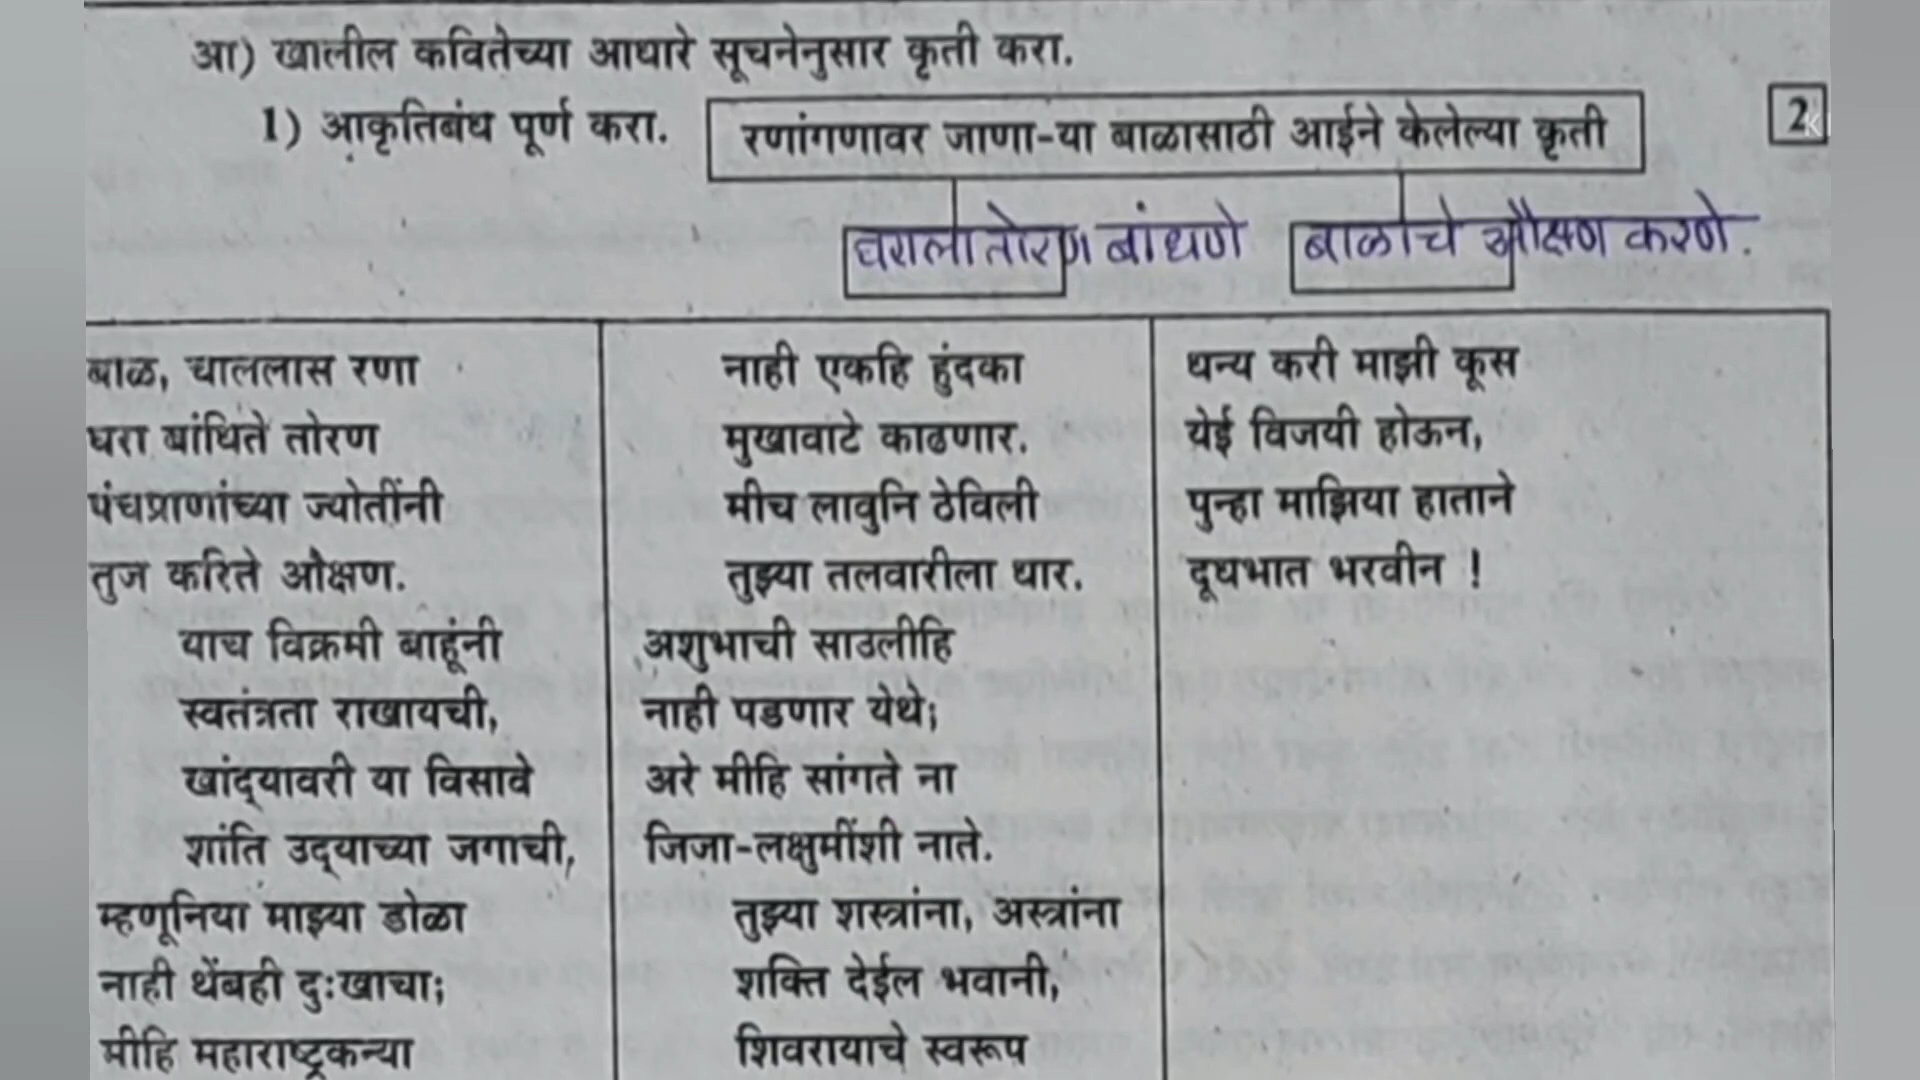 आ) खालील कवितेच्या आधारे सूचनेनुसार कृती करा.
1) आकृतिबंध पूर्ण करा.
रणांगणावर जाणा-या बाळासाठी आईने केलेल्या कृती
2
घराला तोरण बांधणे
बाळाचे औक्षण करणे.
बाळ, चाललास रणा
घरा बांधिते तोरण
पंचप्राणांच्या ज्योतींनी
तुज करिते औक्षण.
याच विक्रमी बाहूंनी
स्वतंत्रता राखायची,
खांद्यावरी या विसावे
शांति उद्याच्या जगाची,
म्हणूनिया माझ्या डोळा
नाही थेंबही दुःखाचा;
मीहि महाराष्ट्रकन्या
नाही एकहि हुंदका
मुखावाटे काढणार.
मीच लावुनि ठेविली
तुझ्या तलवारीला धार.
अशुभाची साउलीहि
नाही पडणार येथे;
अरे मीहि सांगते ना
जिजा-लक्षुमींशी नाते.
तुझ्या शस्त्रांना, अस्त्रांना
शक्ति देईल भवानी,
शिवरायाचे स्वरूप
धन्य करी माझी कूस
येई विजयी होऊन,
पुन्हा माझिया हाताने
दूधभात भरवीन !